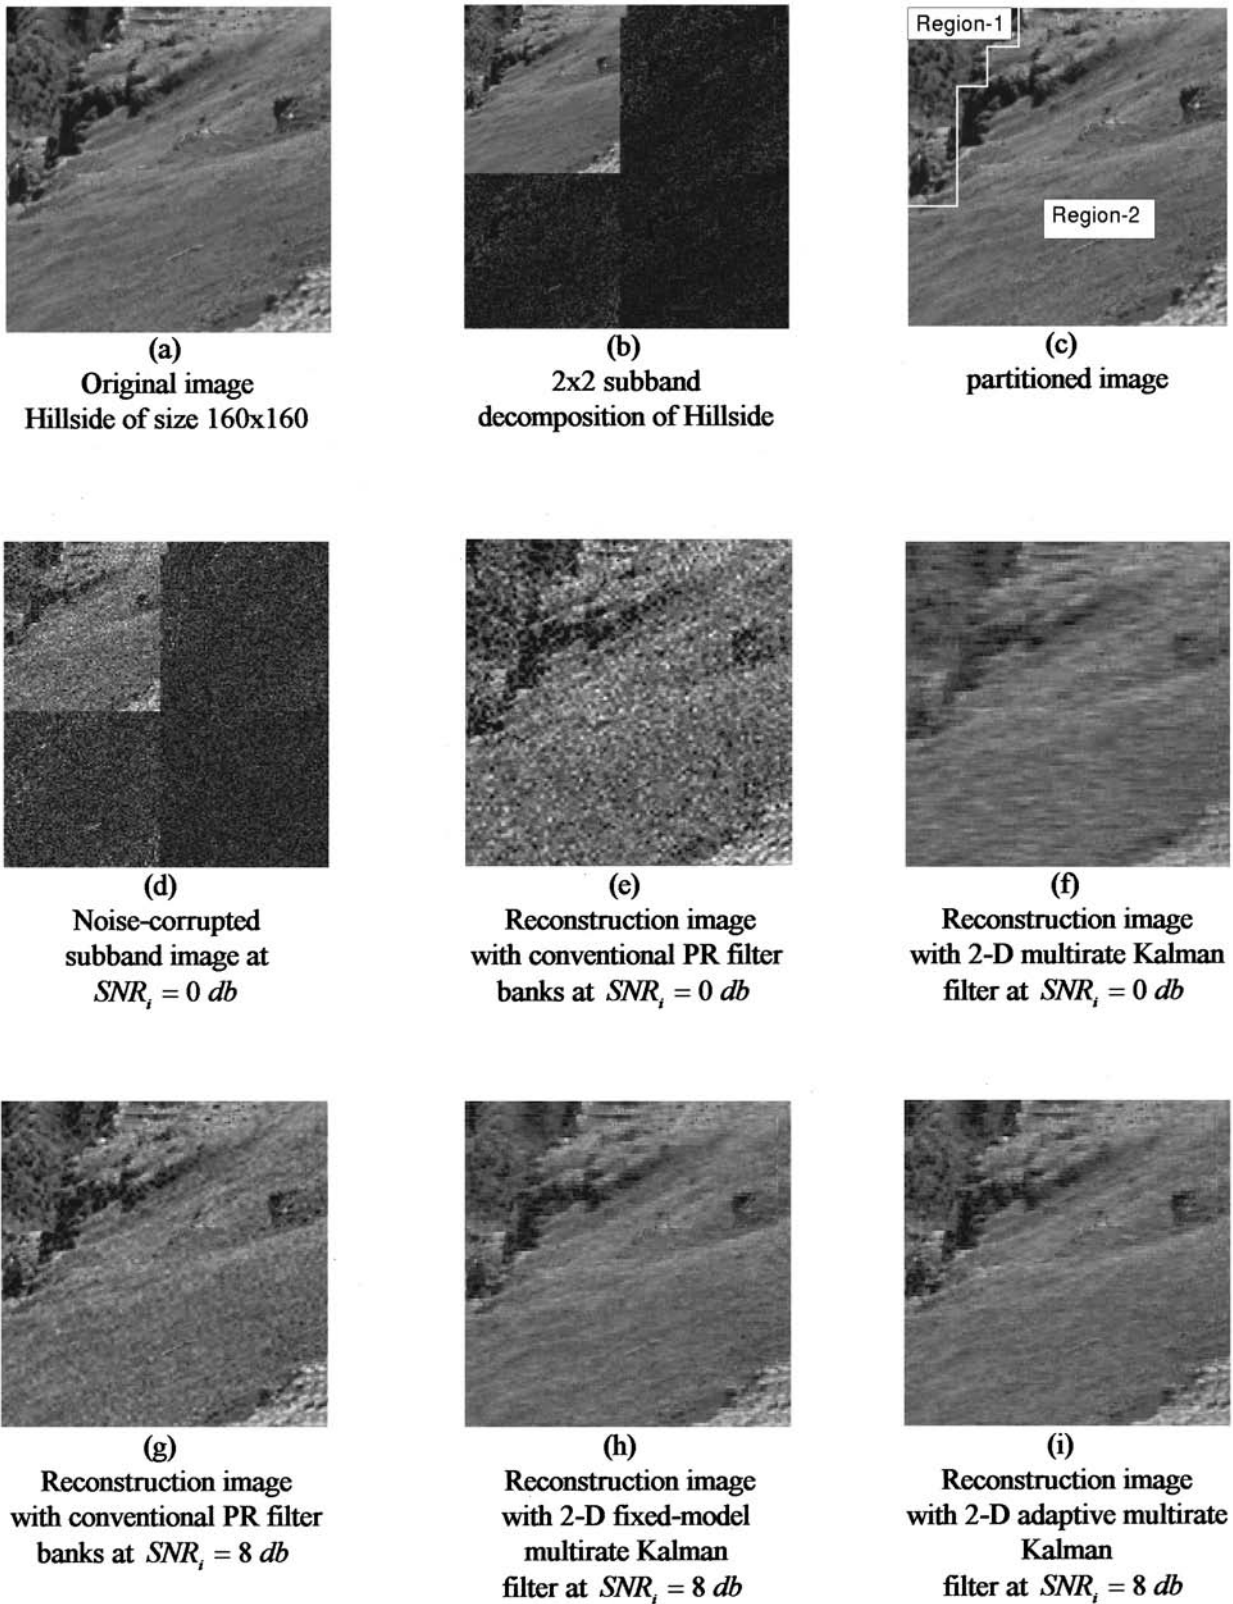 Region-1
Region-2
(a)
Original image
Hillside of size 160x160
(b)
2x2 subband
decomposition of Hillside
(c)
partitioned image
(d)
Noise-corrupted
subband image at
SNR_i = 0 db
(e)
Reconstruction image
with conventional PR filter
banks at SNR_i = 0 db
(f)
Reconstruction image
with 2-D multirate Kalman
filter at SNR_i = 0 db
(g)
Reconstruction image
with conventional PR filter
banks at SNR_i = 8 db
(h)
Reconstruction image
with 2-D fixed-model
multirate Kalman
filter at SNR_i = 8 db
(i)
Reconstruction image
with 2-D adaptive multirate
Kalman
filter at SNR_i = 8 db